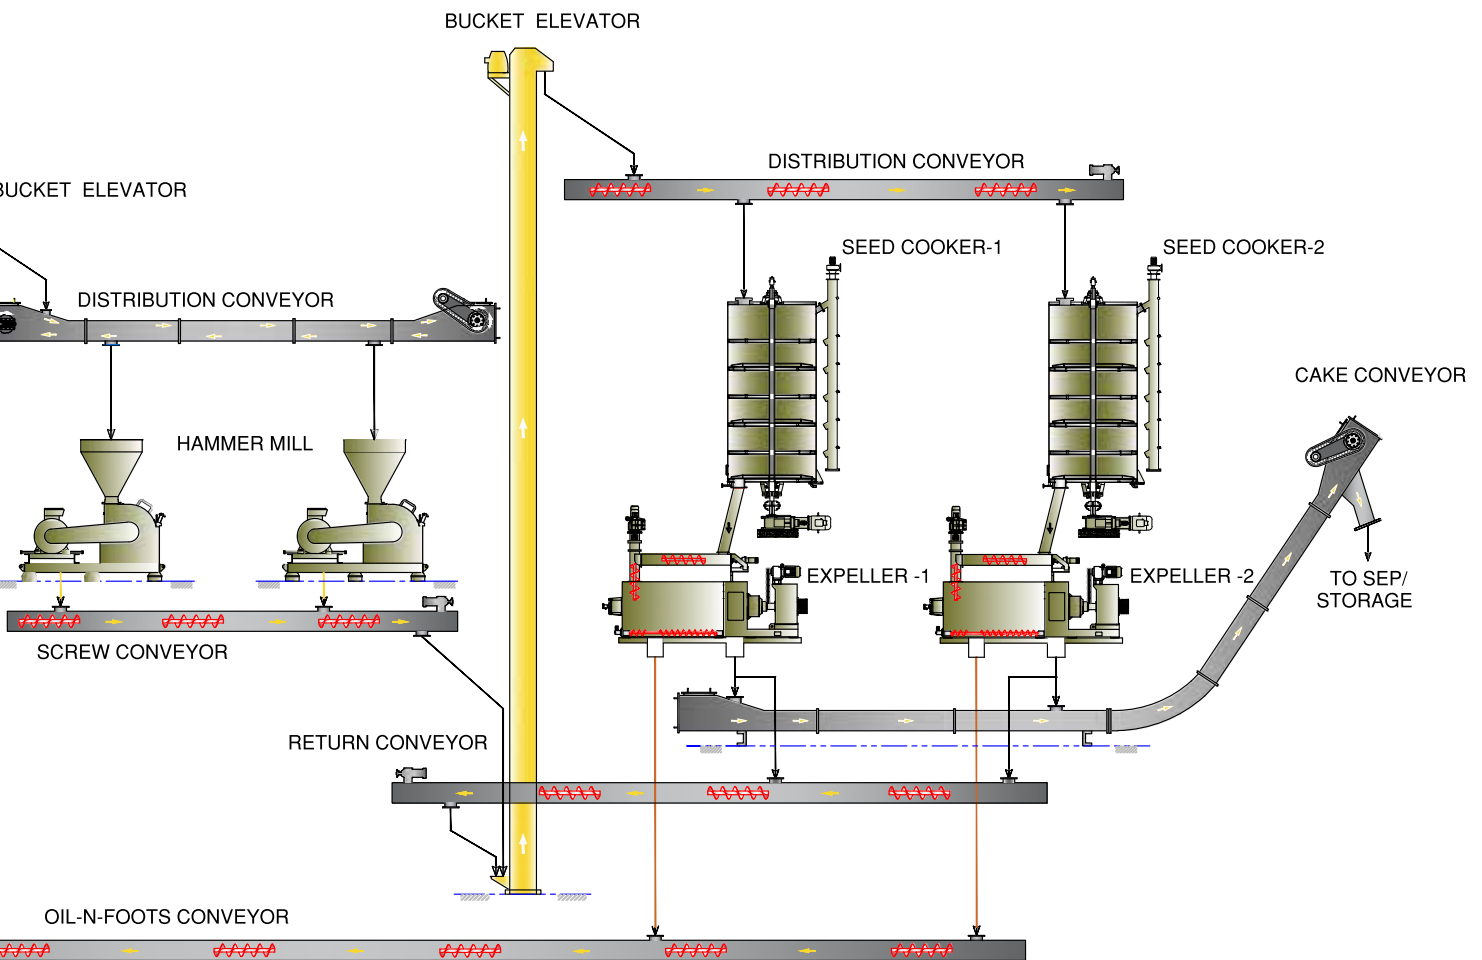 BUCKET  ELEVATOR
DISTRIBUTION CONVEYOR
BUCKET  ELEVATOR
SEED COOKER-1
SEED COOKER-2
DISTRIBUTION CONVEYOR
CAKE CONVEYOR
HAMMER MILL
EXPELLER -1
EXPELLER -2
TO SEP/
STORAGE
SCREW CONVEYOR
RETURN CONVEYOR
OIL-N-FOOTS CONVEYOR